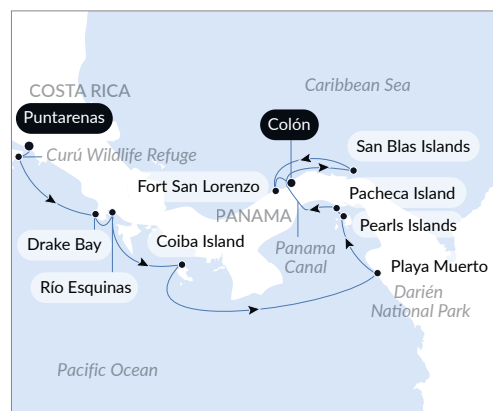 Caribbean Sea
COSTA RICA
Puntarenas
Colón
San Blas Islands
Curú Wildlife Refuge
Fort San Lorenzo
Pacheca Island
PANAMA
Pearls Islands
Drake Bay
Coiba Island
Panama
Canal
Playa Muerto
Río Esquinas
Darién
National Park
Pacific Ocean